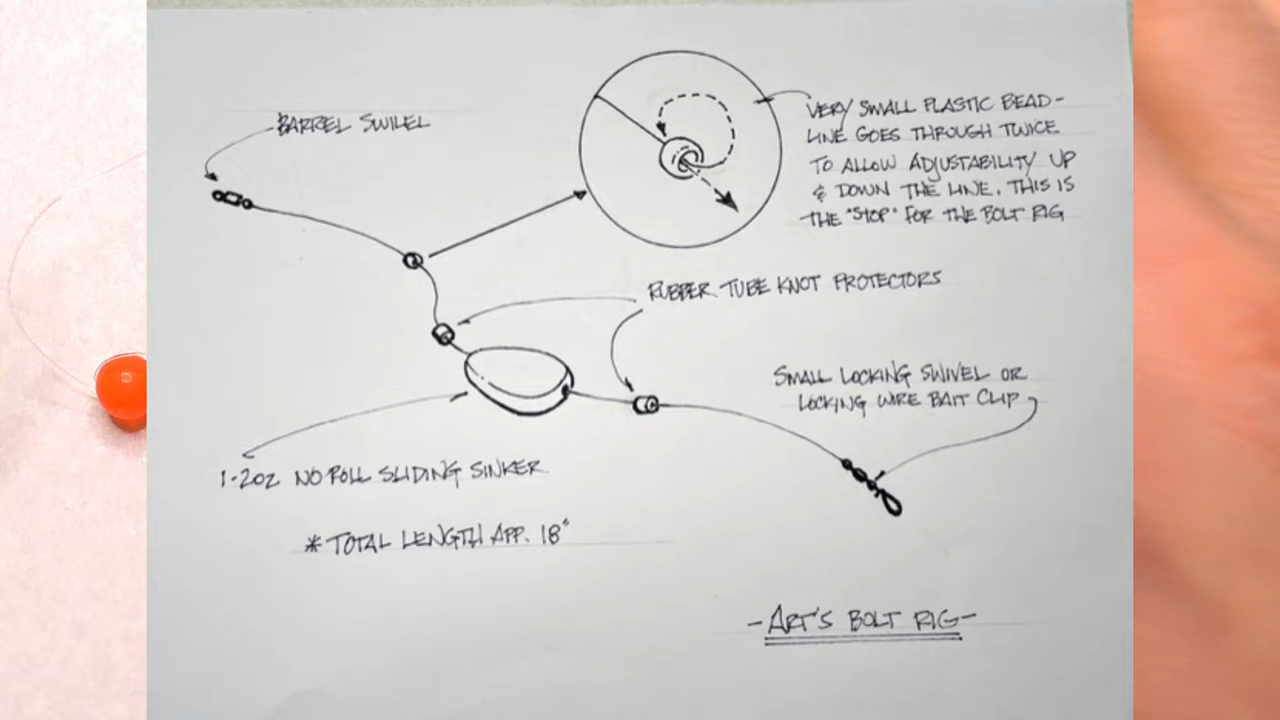 BARREL SWILEL
VERY SMALL PLASTIC BEAD-
LINE GOES THROUGH TWICE
TO ALLOW ADJUSTABILITY UP
& DOWN THE LINE. THIS IS
THE "STOP" FOR THE BOLT RIG
RUBBER TUBE KNOT PROTECTORS
SMALL LOCKING SWIVEL OR
LOCKING WIRE BAIT CLIP
1-2OZ NO ROLL SLIDING SINKER
* TOTAL LENGTH APP. 18"
-ART'S BOLT RIG-